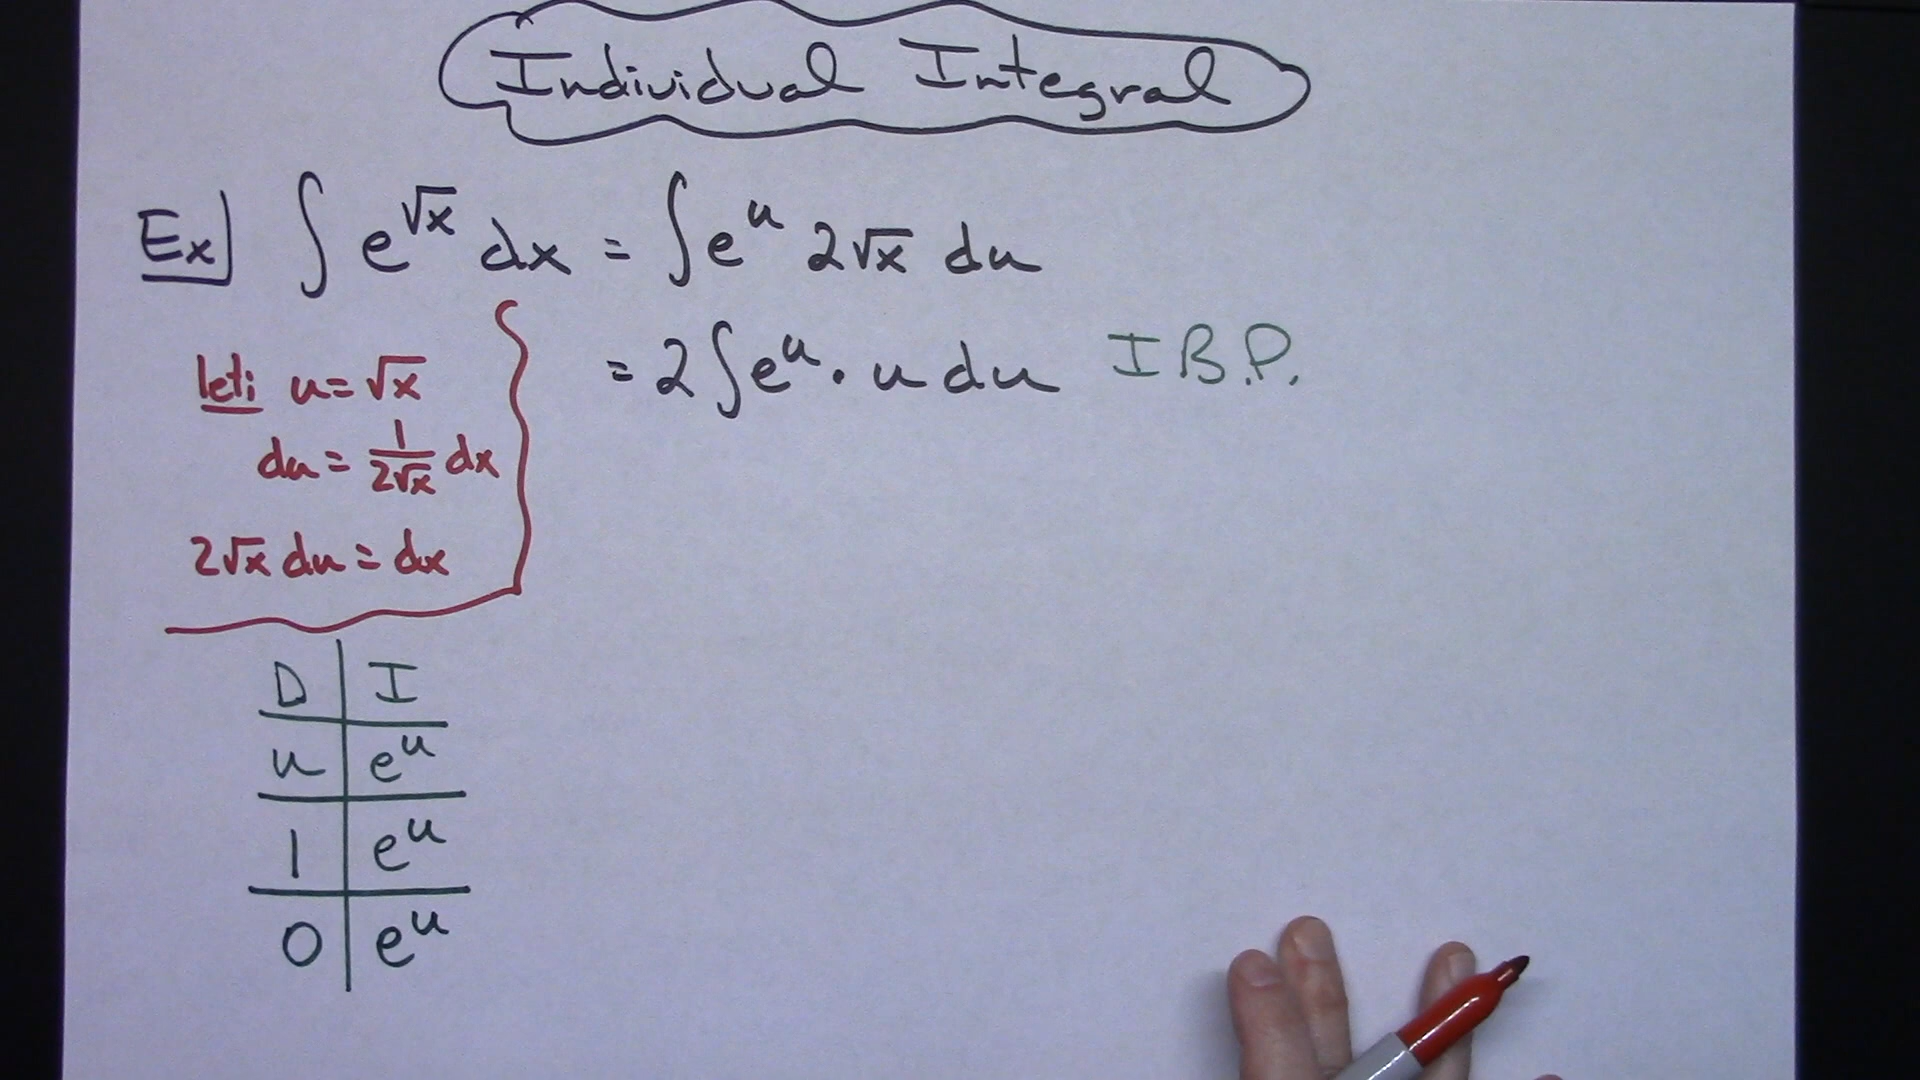 Individual Integral
Ex] ∫ e^√x dx = ∫ e^u 2√x du
= 2 ∫ e^u · u du I B.P.
let: u = √x
du = 1/(2√x) dx
2√x du = dx
D | I
u | e^u
1 | e^u
0 | e^u